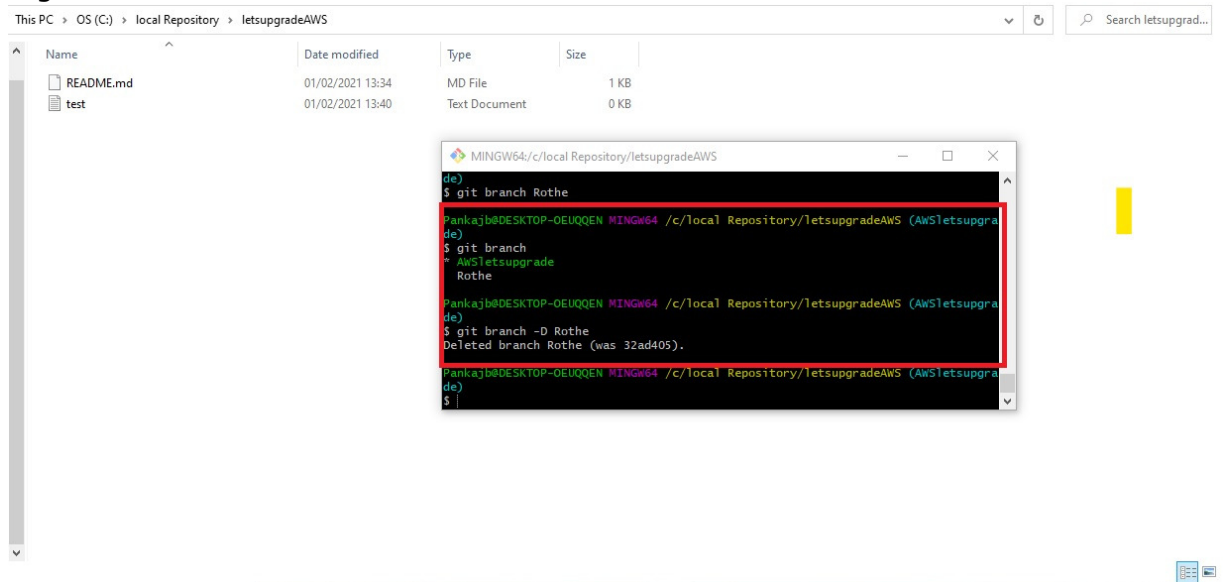 This PC > OS (C:) > local Repository > letsupgradeAWS
Search letsupgrad...
Name Date modified Type Size
README.md 01/02/2021 13:34 MD File 1 KB
test 01/02/2021 13:40 Text Document 0 KB
MINGW64:/c/local Repository/letsupgradeAWS
de)
$ git branch Rothe
Pankajb@DESKTOP-OEUQQEN MINGW64 /c/local Repository/letsupgradeAWS (AWSletsupgra
de)
$ git branch
* AWSletsupgrade
Rothe
Pankajb@DESKTOP-OEUQQEN MINGW64 /c/local Repository/letsupgradeAWS (AWSletsupgra
de)
$ git branch -D Rothe
Deleted branch Rothe (was 32ad405).
Pankajb@DESKTOP-OEUQQEN MINGW64 /c/local Repository/letsupgradeAWS (AWSletsupgra
de)
$